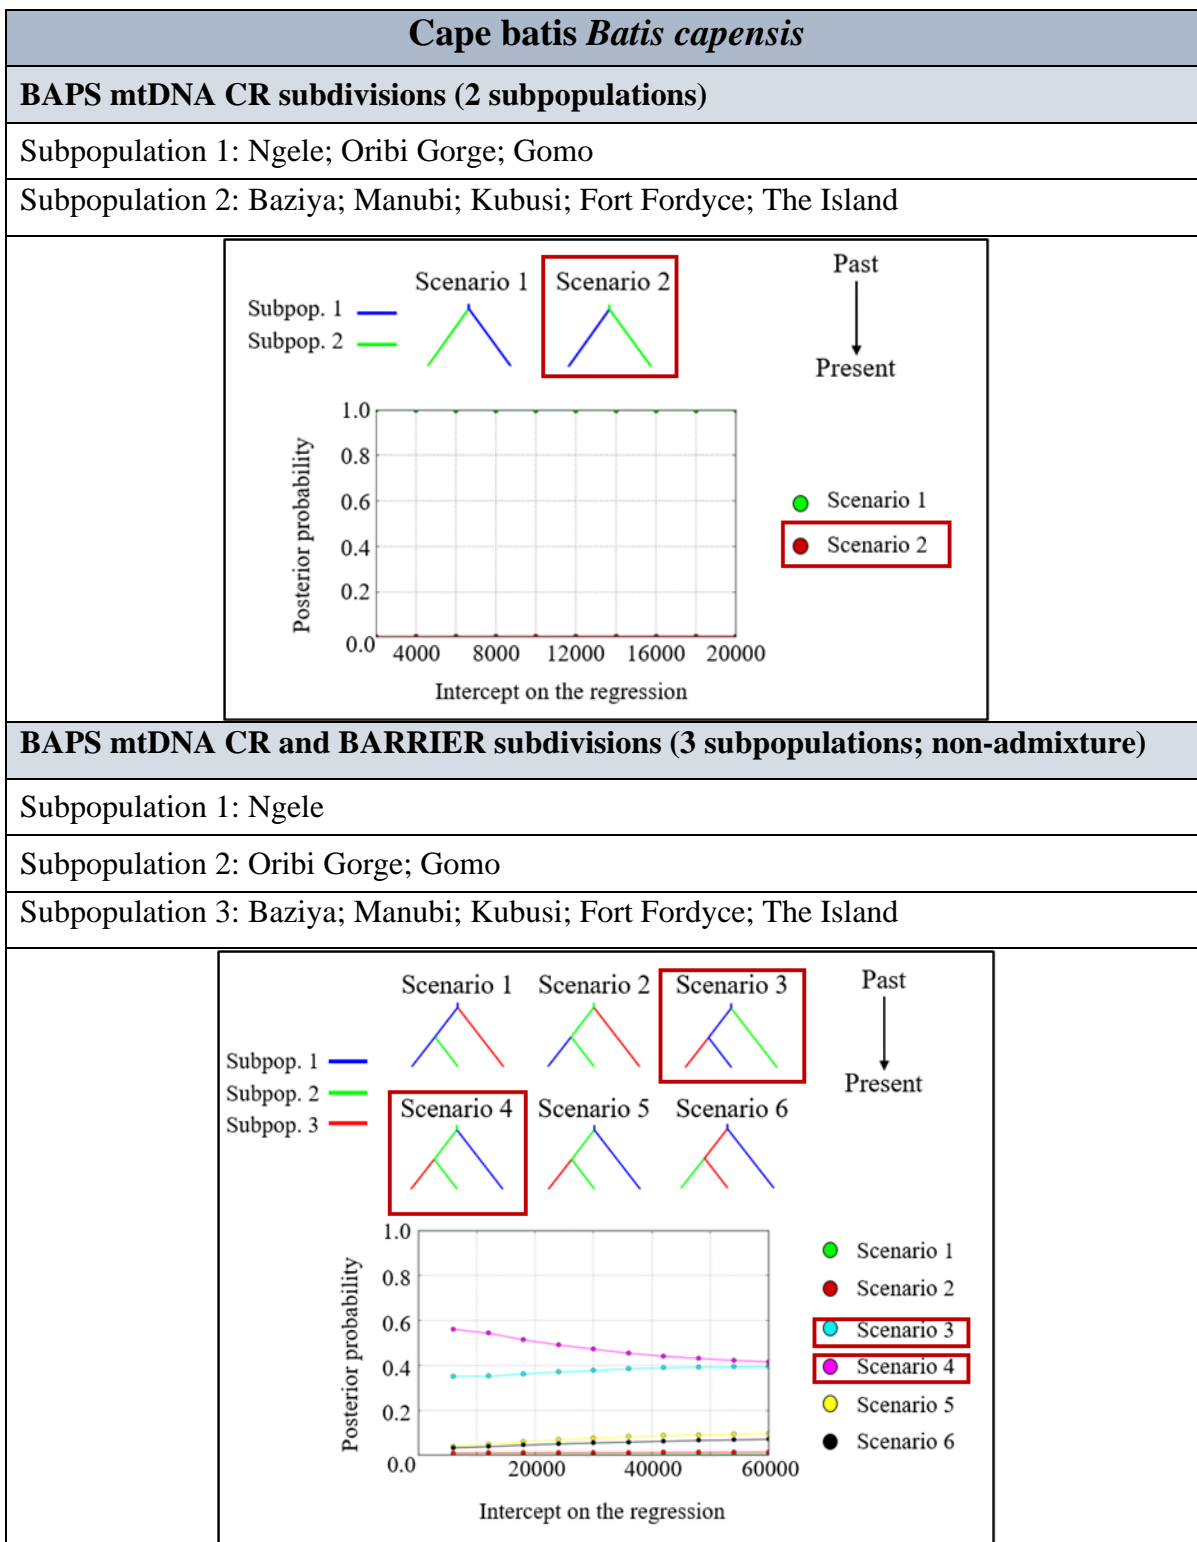 Cape batis Batis capensis
BAPS mtDNA CR subdivisions (2 subpopulations)
Subpopulation 1: Ngele; Oribi Gorge; Gomo
Subpopulation 2: Baziya; Manubi; Kubusi; Fort Fordyce; The Island
Scenario 1
Scenario 2
Past
Subpop. 1
Subpop. 2
Present
Posterior probability
1.0
0.8
0.6
0.4
0.2
0.0
4000 8000 12000 16000 20000
Intercept on the regression
Scenario 1
Scenario 2
BAPS mtDNA CR and BARRIER subdivisions (3 subpopulations; non-admixture)
Subpopulation 1: Ngele
Subpopulation 2: Oribi Gorge; Gomo
Subpopulation 3: Baziya; Manubi; Kubusi; Fort Fordyce; The Island
Scenario 1 Scenario 2 Scenario 3
Past
Subpop. 1
Subpop. 2
Subpop. 3
Present
Scenario 4 Scenario 5 Scenario 6
Posterior probability
1.0
0.8
0.6
0.4
0.2
0.0
20000 40000 60000
Intercept on the regression
Scenario 1
Scenario 2
Scenario 3
Scenario 4
Scenario 5
Scenario 6